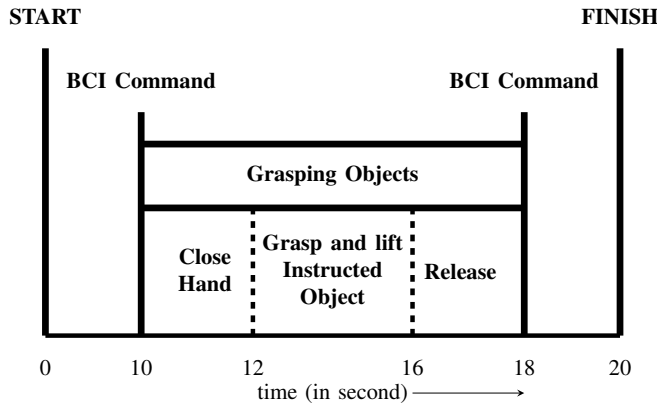 START
FINISH
BCI Command
BCI Command
Grasping Objects
Close
Hand
Grasp and lift
Instructed
Object
Release
0
10
12
16
18
20
time (in second)